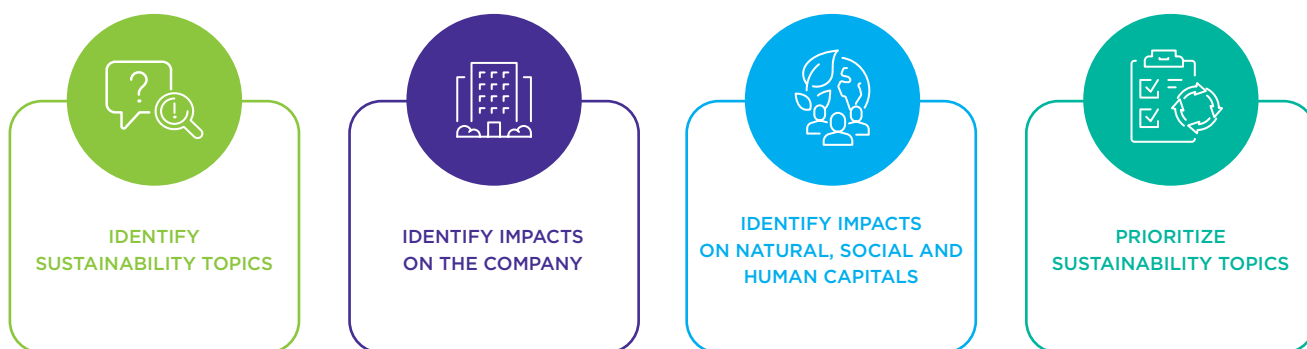 IDENTIFY
SUSTAINABILITY TOPICS
IDENTIFY IMPACTS
ON THE COMPANY
IDENTIFY IMPACTS
ON NATURAL, SOCIAL AND
HUMAN CAPITALS
PRIORITIZE
SUSTAINABILITY TOPICS